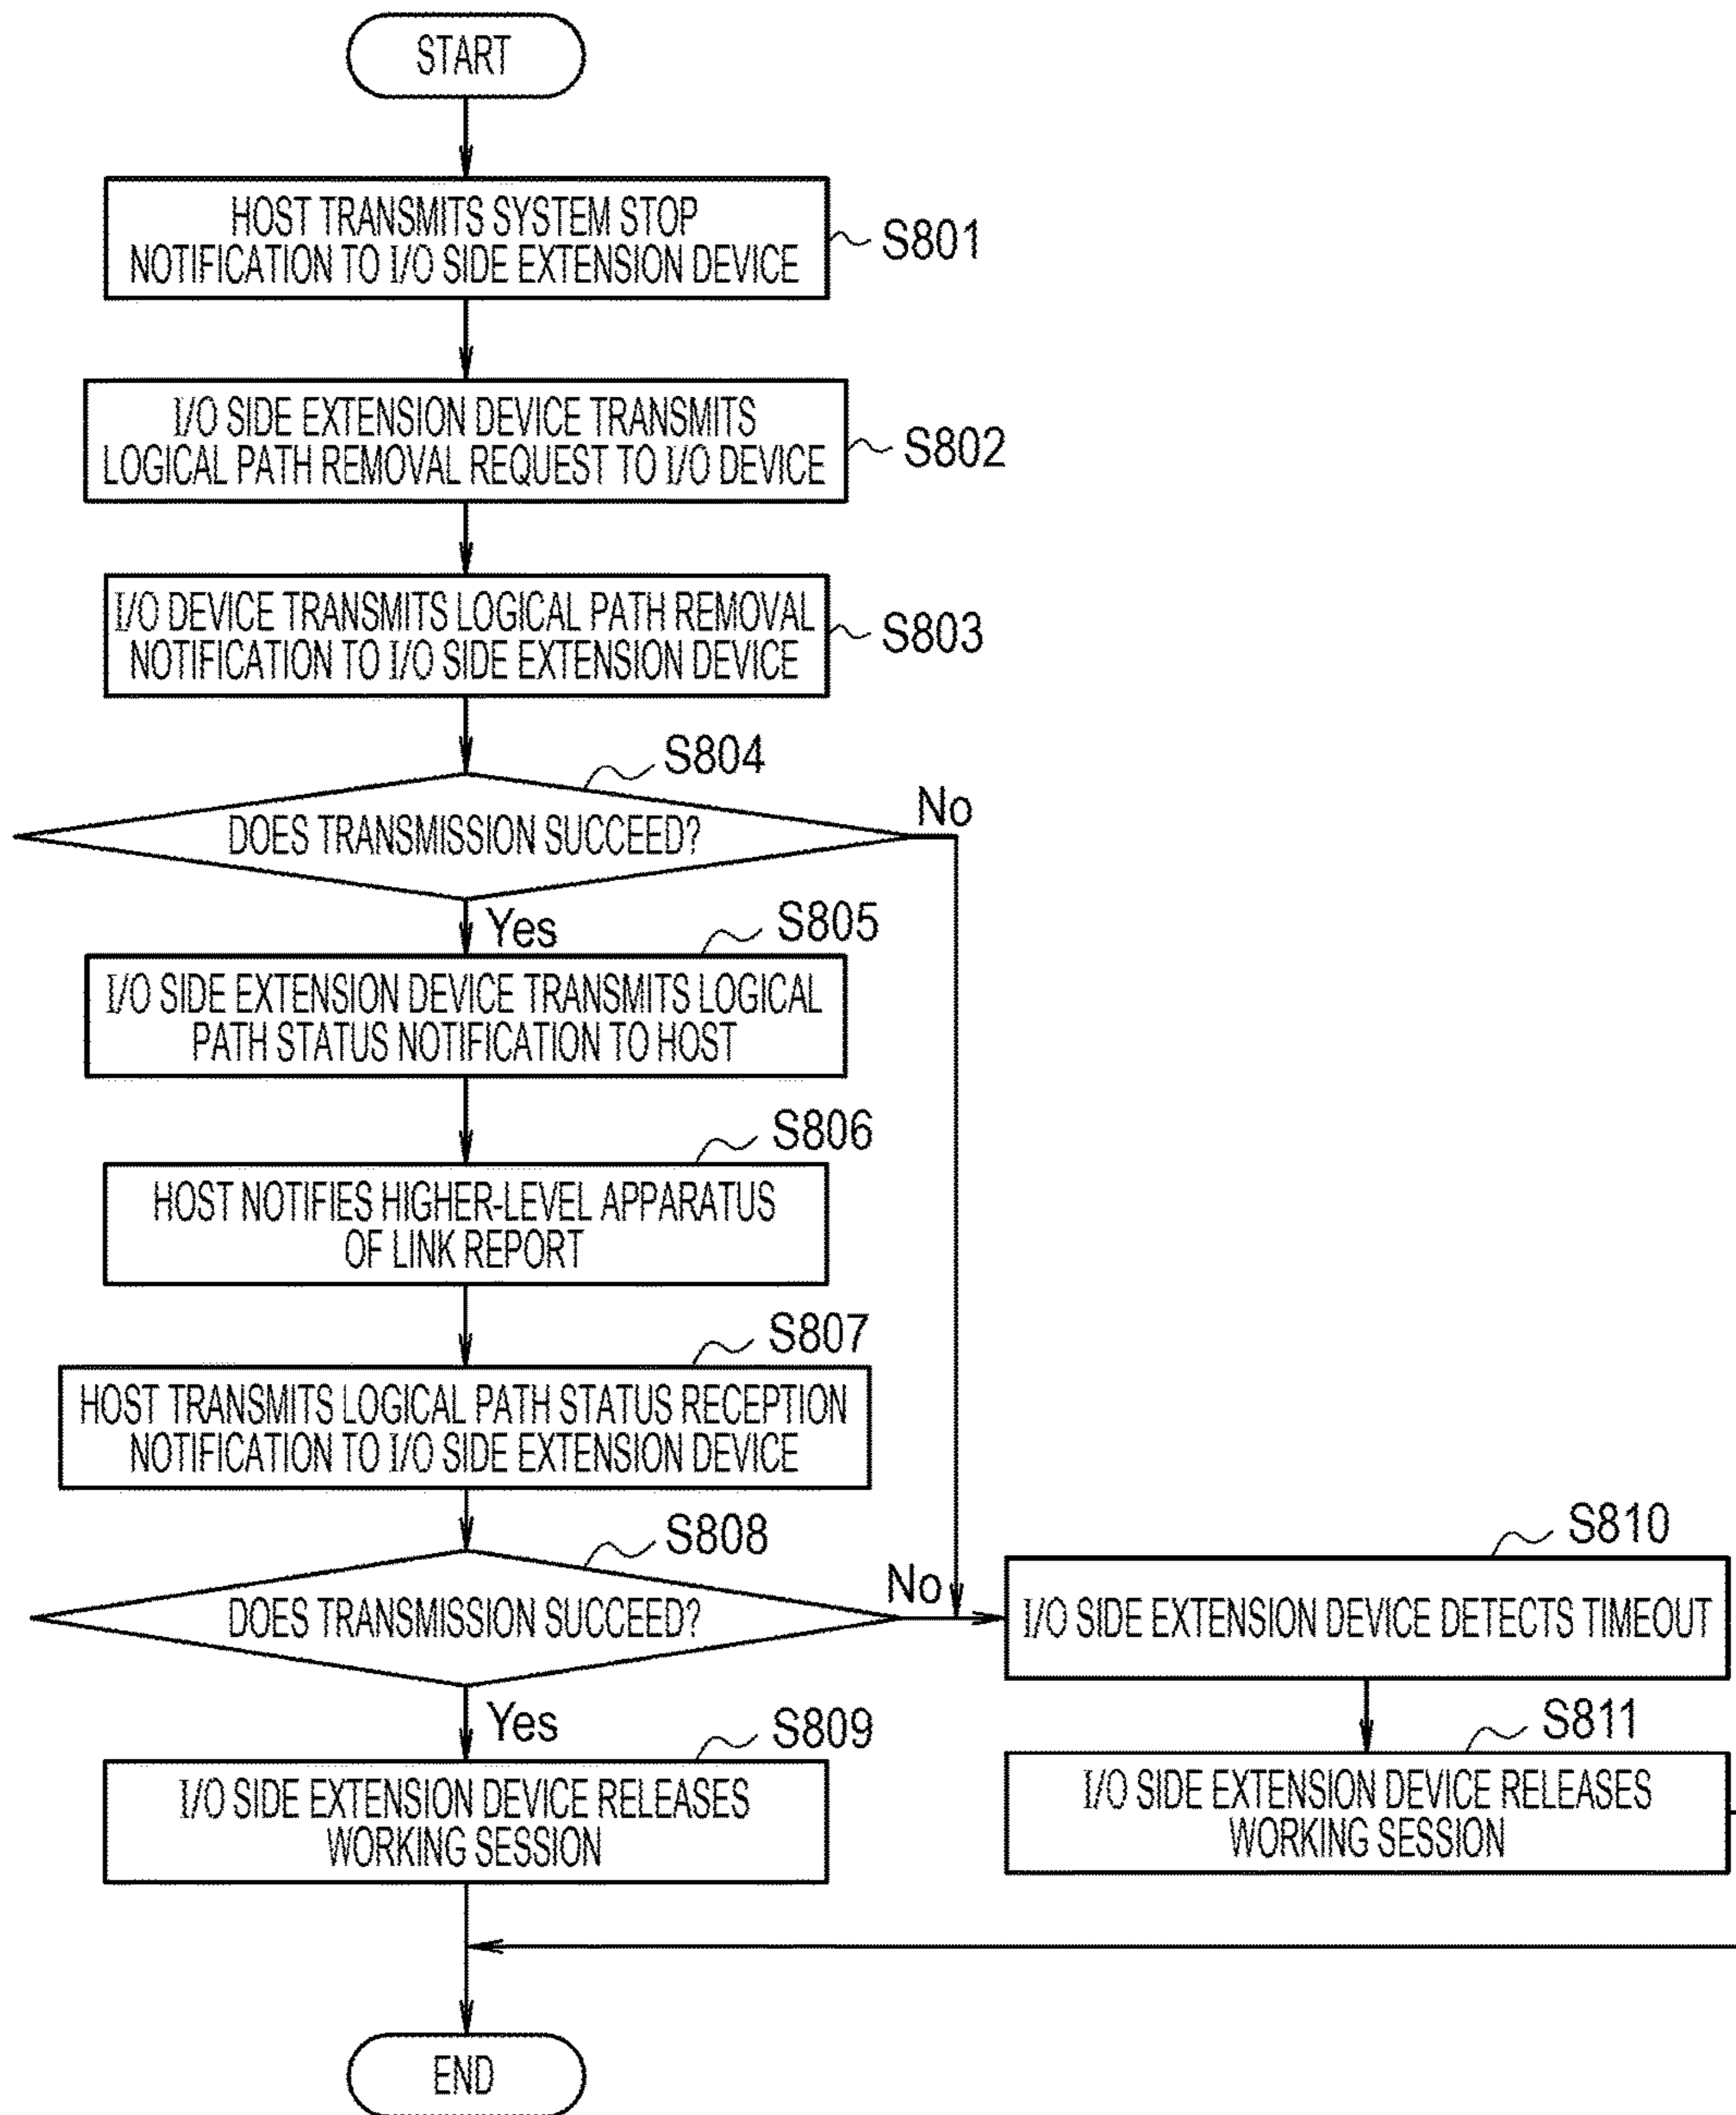 START
HOST TRANSMITS SYSTEM STOP
NOTIFICATION TO I/O SIDE EXTENSION DEVICE
S801
I/O SIDE EXTENSION DEVICE TRANSMITS
LOGICAL PATH REMOVAL REQUEST TO I/O DEVICE
S802
I/O DEVICE TRANSMITS LOGICAL PATH REMOVAL
NOTIFICATION TO I/O SIDE EXTENSION DEVICE
S803
S804
DOES TRANSMISSION SUCCEED?
No
Yes
S805
I/O SIDE EXTENSION DEVICE TRANSMITS LOGICAL
PATH STATUS NOTIFICATION TO HOST
S806
HOST NOTIFIES HIGHER-LEVEL APPARATUS
OF LINK REPORT
S807
HOST TRANSMITS LOGICAL PATH STATUS RECEPTION
NOTIFICATION TO I/O SIDE EXTENSION DEVICE
S808
DOES TRANSMISSION SUCCEED?
No
Yes
S809
I/O SIDE EXTENSION DEVICE RELEASES
WORKING SESSION
S810
I/O SIDE EXTENSION DEVICE DETECTS TIMEOUT
S811
I/O SIDE EXTENSION DEVICE RELEASES
WORKING SESSION
END